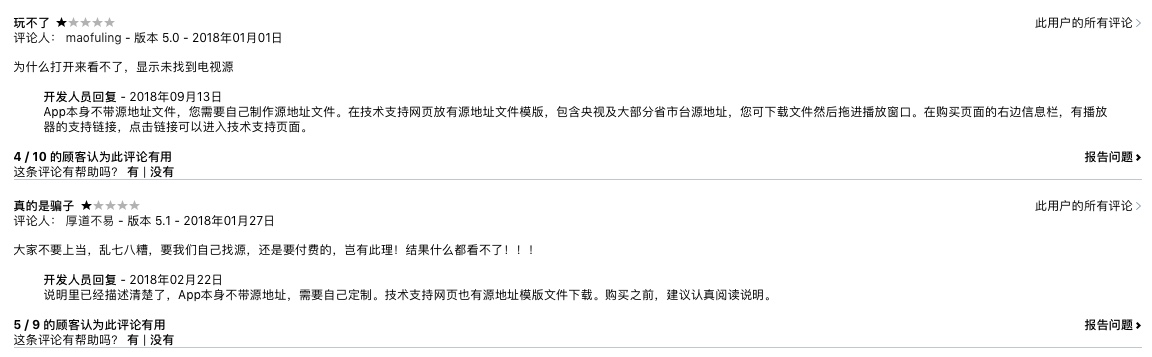 玩不了 ★★★★★ 此用户的所有评论 >
评论人： maofuling - 版本 5.0 - 2018年01月01日
为什么打开来看不了，显示未找到电视源
开发人员回复 - 2018年09月13日
App本身不带源地址文件，您需要自己制作源地址文件。在技术支持网页放有源地址文件模版，包含央视及大部分省市台源地址，您可下载文件然后拖进播放窗口。在购买页面的右边信息栏，有播放
器的支持链接，点击链接可以进入技术支持页面。
4 / 10 的顾客认为此评论有用 报告问题 >
这条评论有帮助吗？ 有 | 没有
真的是骗子 ★★★★★ 此用户的所有评论 >
评论人： 厚道不易 - 版本 5.1 - 2018年01月27日
大家不要上当，乱七八糟，要我们自己找源，还是要付费的，岂有此理！结果什么都看不了！！！
开发人员回复 - 2018年02月22日
说明里已经描述清楚了，App本身不带源地址，需要自己定制。技术支持网页也有源地址模版文件下载。购买之前，建议认真阅读说明。
5 / 9 的顾客认为此评论有用 报告问题 >
这条评论有帮助吗？ 有 | 没有